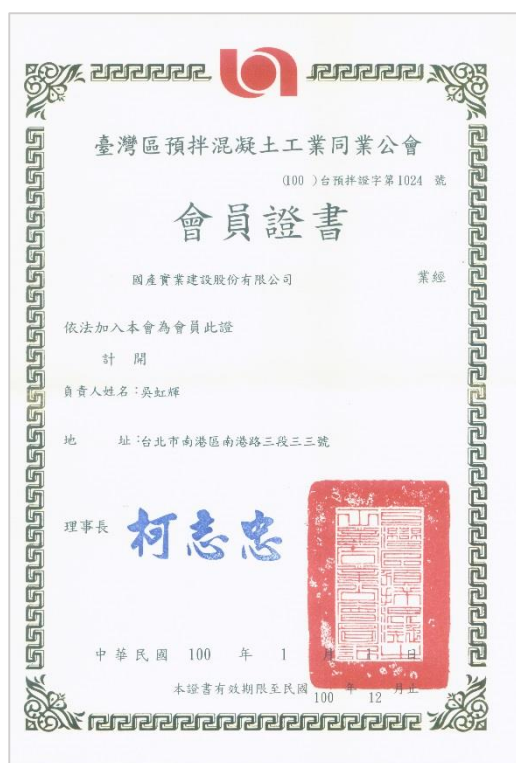 臺灣區預拌混凝土工業同業公會
(100 )台預拌證字第1024 號
會員證書
國產實業建設股份有限公司 業經
依法加入本會為會員此證
計 開
負責人姓名：吳虹輝
地 址：台北市南港區南港路三段三三號
理事長 柯志忠
中華民國 100 年 1 月 1 日
本證書有效期限至民國 100 年 12 月止